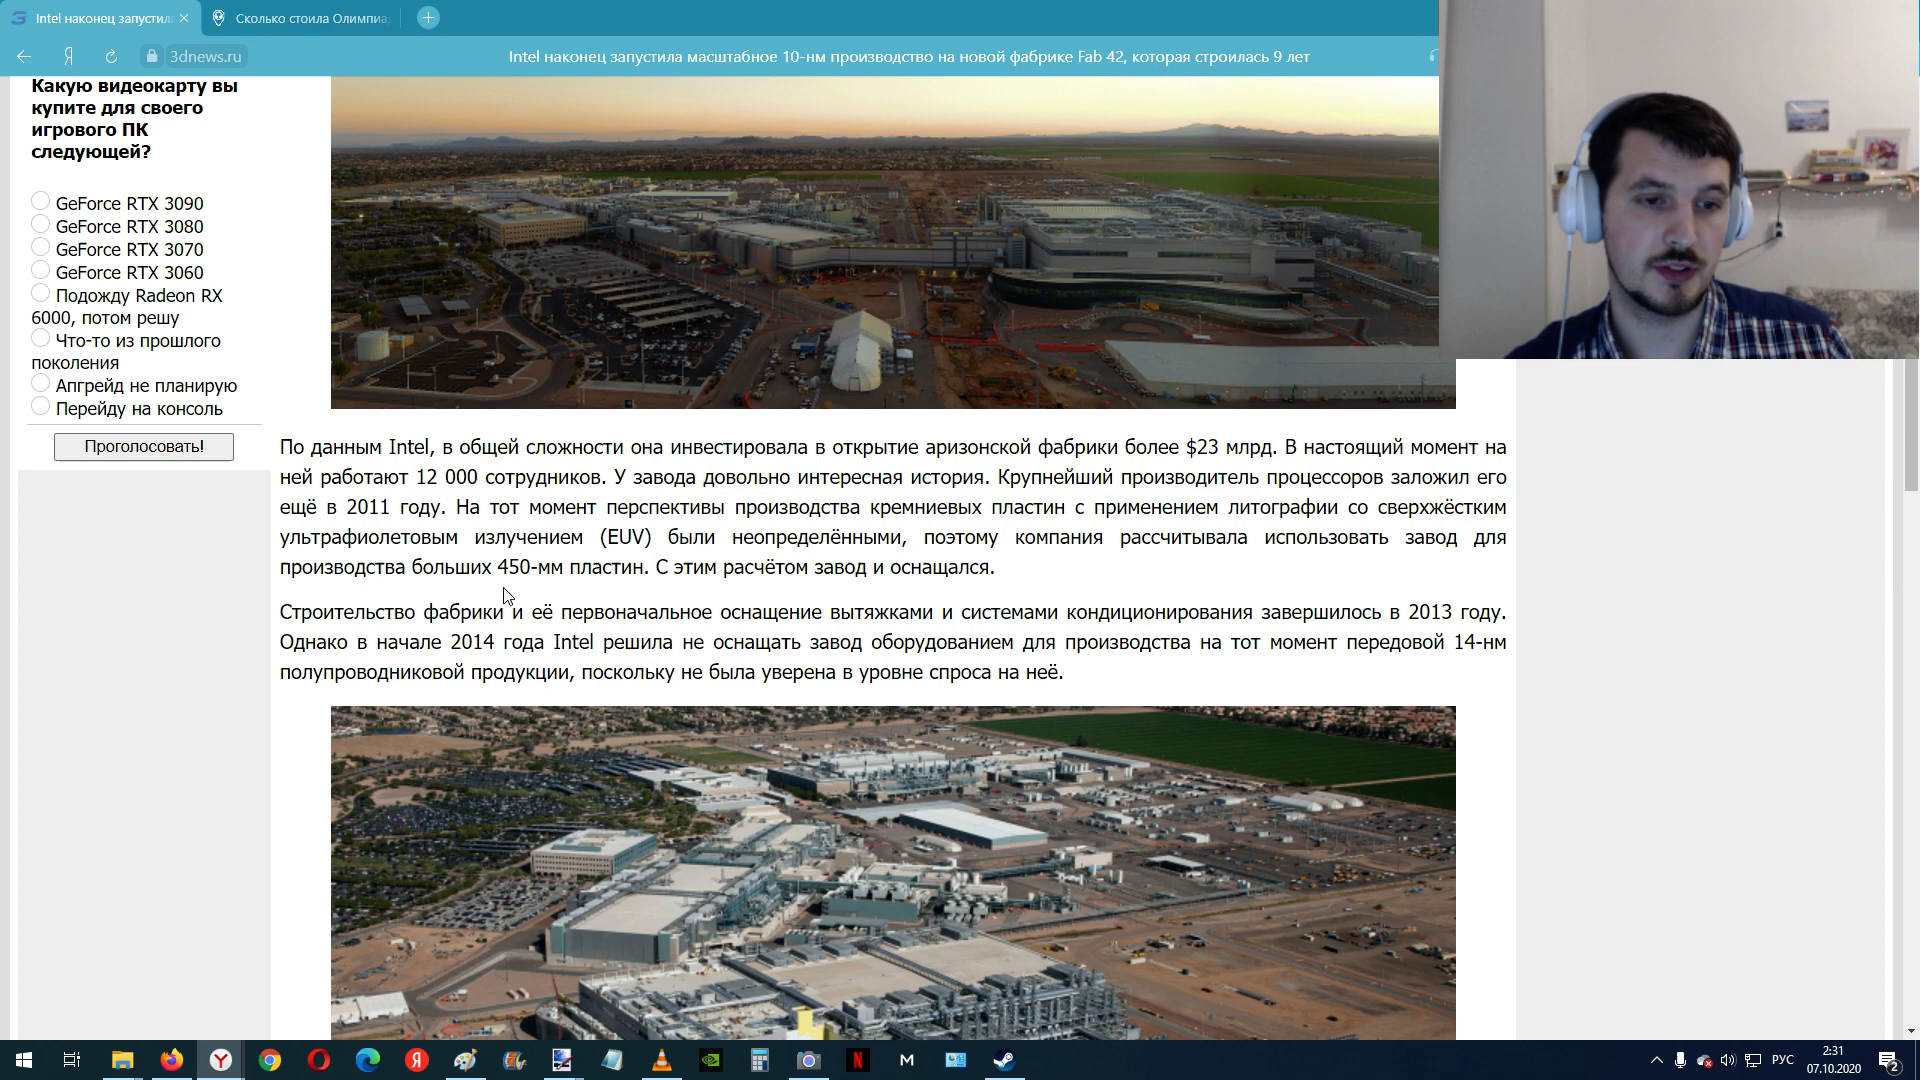 Intel наконец запустила
Сколько стоила Олимпиа
3dnews.ru
Intel наконец запустила масштабное 10-нм производство на новой фабрике Fab 42, которая строилась 9 лет
Какую видеокарту вы
купите для своего
игрового ПК
следующей?
GeForce RTX 3090
GeForce RTX 3080
GeForce RTX 3070
GeForce RTX 3060
Подожду Radeon RX
6000, потом решу
Что-то из прошлого
поколения
Апгрейд не планирую
Перейду на консоль
Проголосовать!
По данным Intel, в общей сложности она инвестировала в открытие аризонской фабрики более $23 млрд. В настоящий момент на
ней работают 12 000 сотрудников. У завода довольно интересная история. Крупнейший производитель процессоров заложил его
ещё в 2011 году. На тот момент перспективы производства кремниевых пластин с применением литографии со сверхжёстким
ультрафиолетовым излучением (EUV) были неопределёнными, поэтому компания рассчитывала использовать завод для
производства больших 450-мм пластин. С этим расчётом завод и оснащался.
Строительство фабрики и её первоначальное оснащение вытяжками и системами кондиционирования завершилось в 2013 году.
Однако в начале 2014 года Intel решила не оснащать завод оборудованием для производства на тот момент передовой 14-нм
полупроводниковой продукции, поскольку не была уверена в уровне спроса на неё.
РУС
2:31
07.10.2020
2